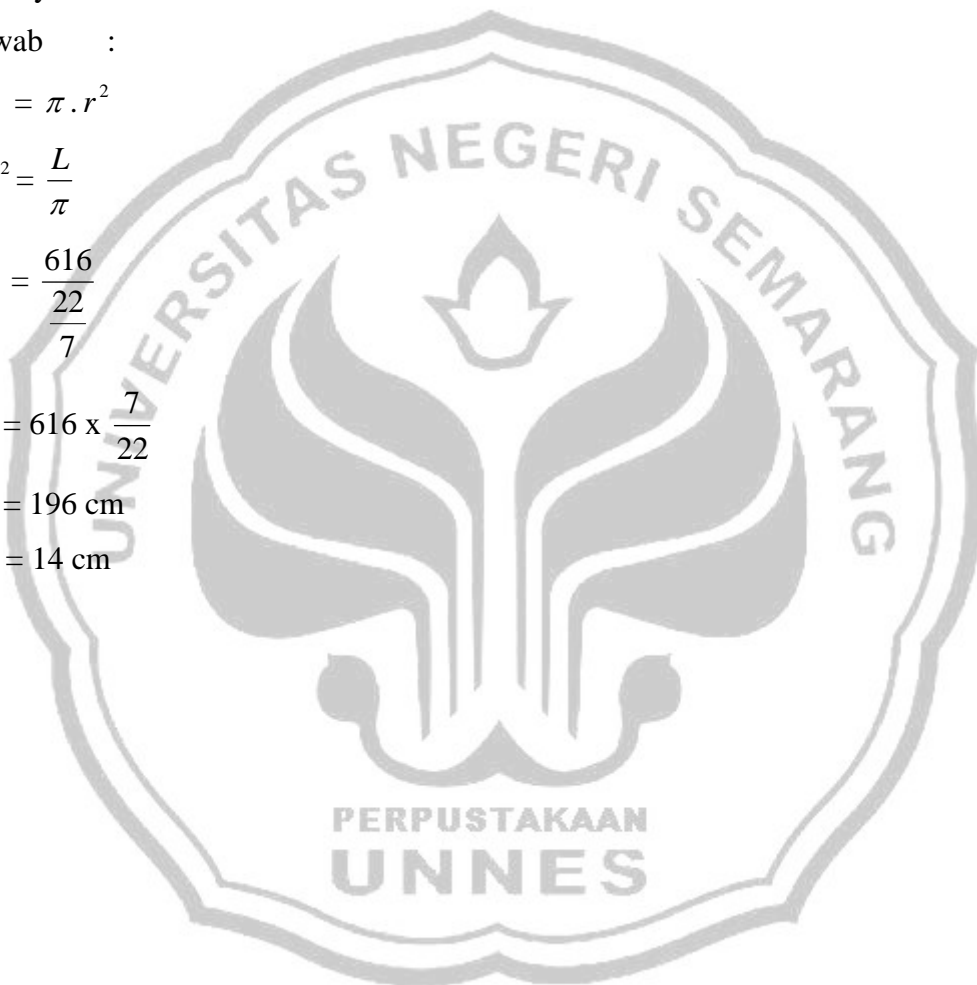 wab :
= π . r²
² = L/π
= 616/(22/7)
= 616 x 7/22
= 196 cm
= 14 cm
UNIVERSITAS NEGERI SEMARANG
PERPUSTAKAAN
UNNES